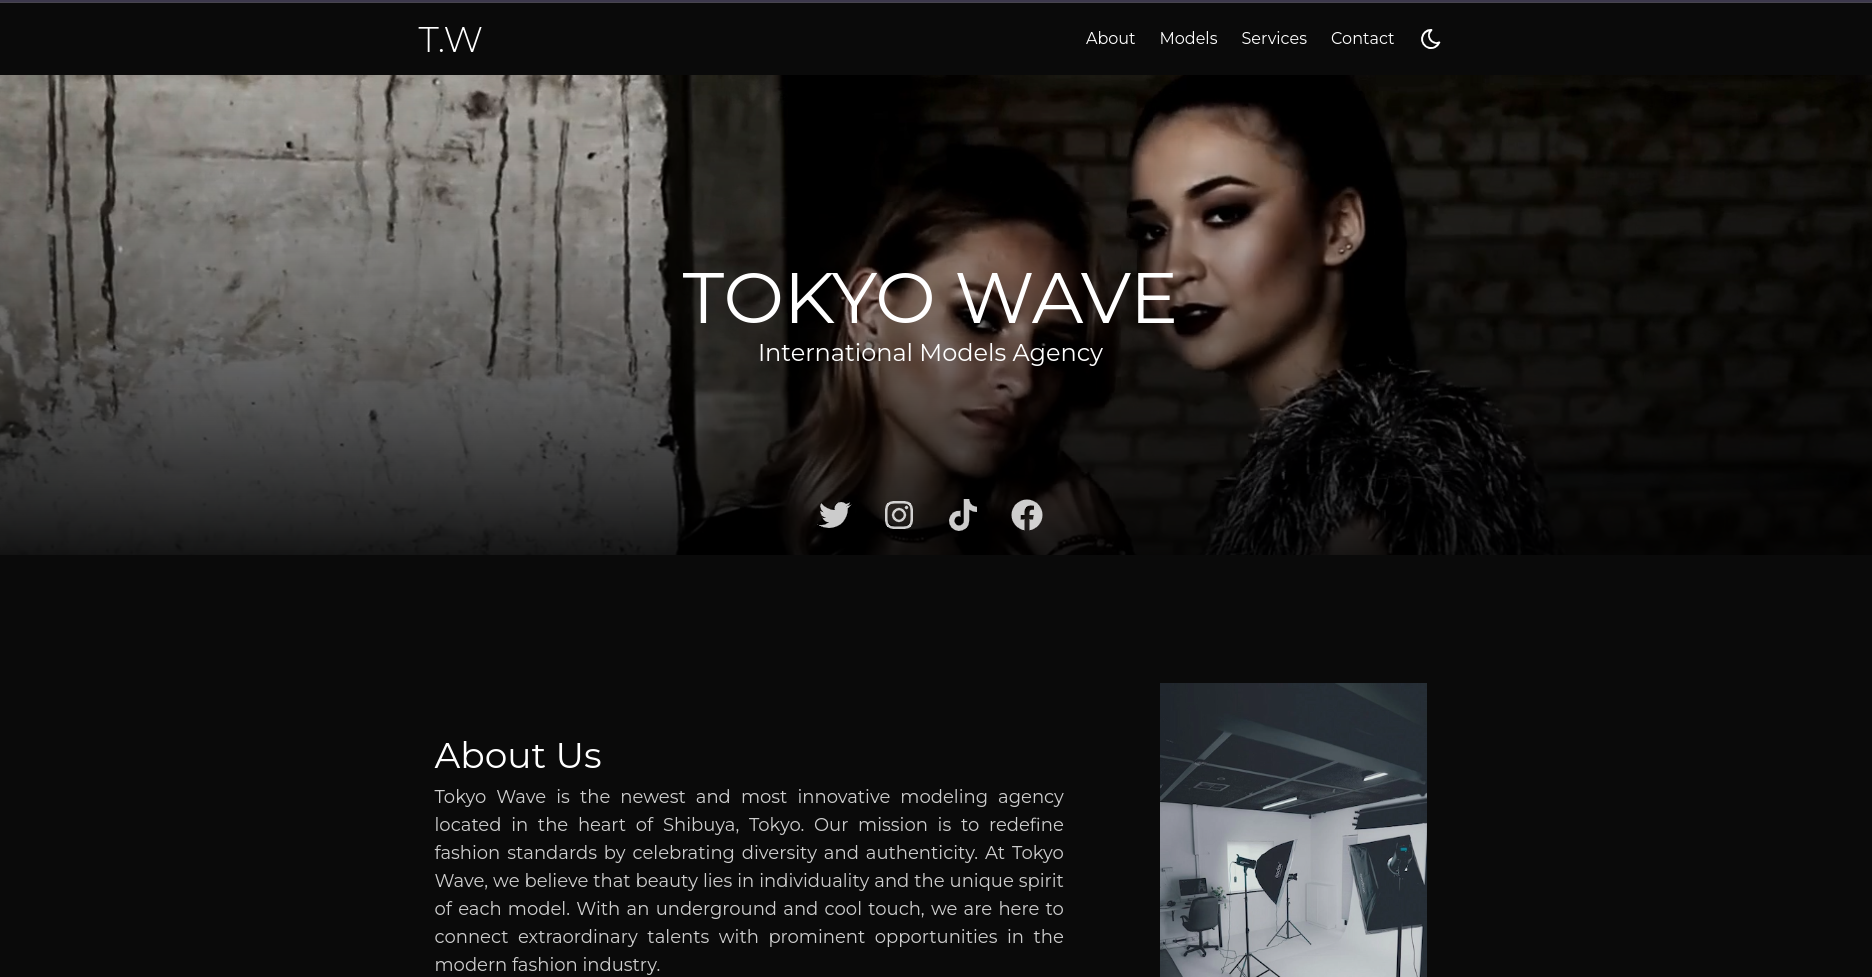 T.W
About Models Services Contact
TOKYO WAVE
International Models Agency
About Us
Tokyo Wave is the newest and most innovative modeling agency
located in the heart of Shibuya, Tokyo. Our mission is to redefine
fashion standards by celebrating diversity and authenticity. At Tokyo
Wave, we believe that beauty lies in individuality and the unique spirit
of each model. With an underground and cool touch, we are here to
connect extraordinary talents with prominent opportunities in the
modern fashion industry.